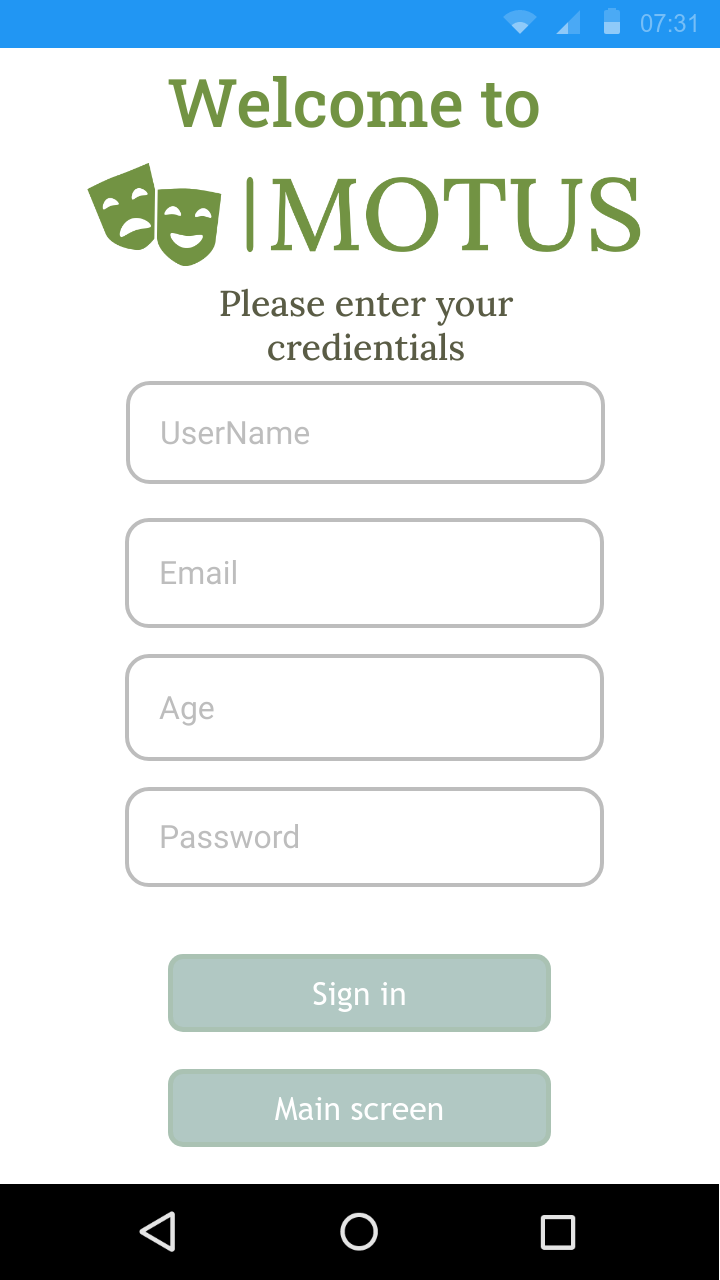 07:31
Welcome to
MOTUS
Please enter your
credientials
UserName
Email
Age
Password
Sign in
Main screen